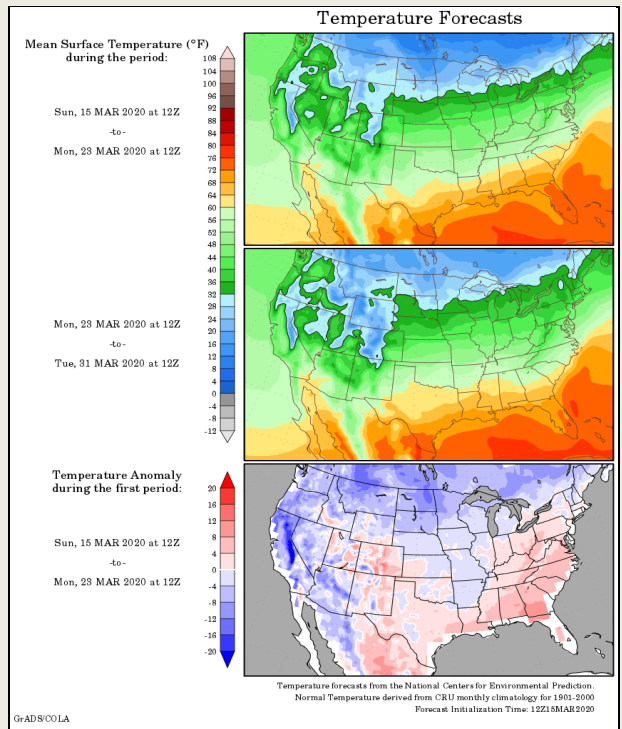 Temperature Forecasts
Mean Surface Temperature (°F)
during the period:
Sun, 15 MAR 2020 at 12Z
-to-
Mon, 23 MAR 2020 at 12Z
108
104
100
96
92
88
84
80
76
72
68
64
60
56
52
48
44
40
36
32
28
24
20
16
12
8
4
0
-4
-8
-12
Mon, 23 MAR 2020 at 12Z
-to-
Tue, 31 MAR 2020 at 12Z
Temperature Anomaly
during the first period:
Sun, 15 MAR 2020 at 12Z
-to-
Mon, 23 MAR 2020 at 12Z
20
16
12
8
4
0
-4
-8
-12
-16
-20
Temperature forecasts from the National Centers for Environmental Prediction.
Normal Temperature derived from CRU monthly climatology for 1901-2000
Forecast Initialization Time: 12Z15MAR2020
GrADS/COLA